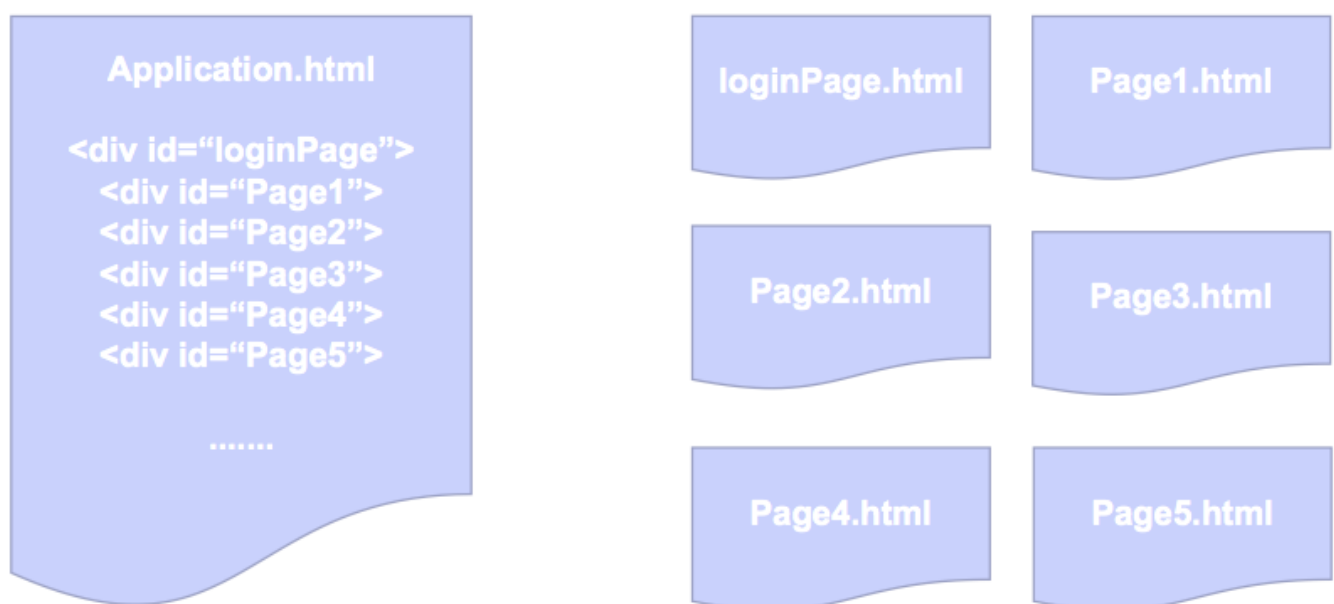 Application.html
<div id=“loginPage”>
<div id=“Page1”>
<div id=“Page2”>
<div id=“Page3”>
<div id=“Page4”>
<div id=“Page5”>
.......
loginPage.html
Page1.html
Page2.html
Page3.html
Page4.html
Page5.html